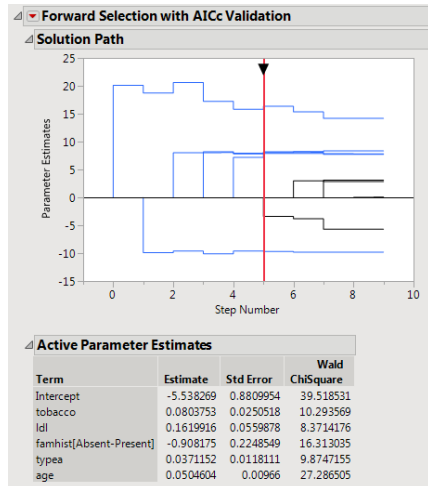 Forward Selection with AICc Validation
Solution Path
25
20
15
10
5
0
-5
-10
-15
Parameter Estimates
0 2 4 6 8 10
Step Number
Active Parameter Estimates
Wald
Term Estimate Std Error ChiSquare
Intercept -5.538269 0.8809954 39.518531
tobacco 0.0803753 0.0250518 10.293569
ldl 0.1619916 0.0559878 8.3714176
famhist[Absent-Present] -0.908175 0.2248549 16.313035
typea 0.0371152 0.0118111 9.8747155
age 0.0504604 0.00966 27.286505